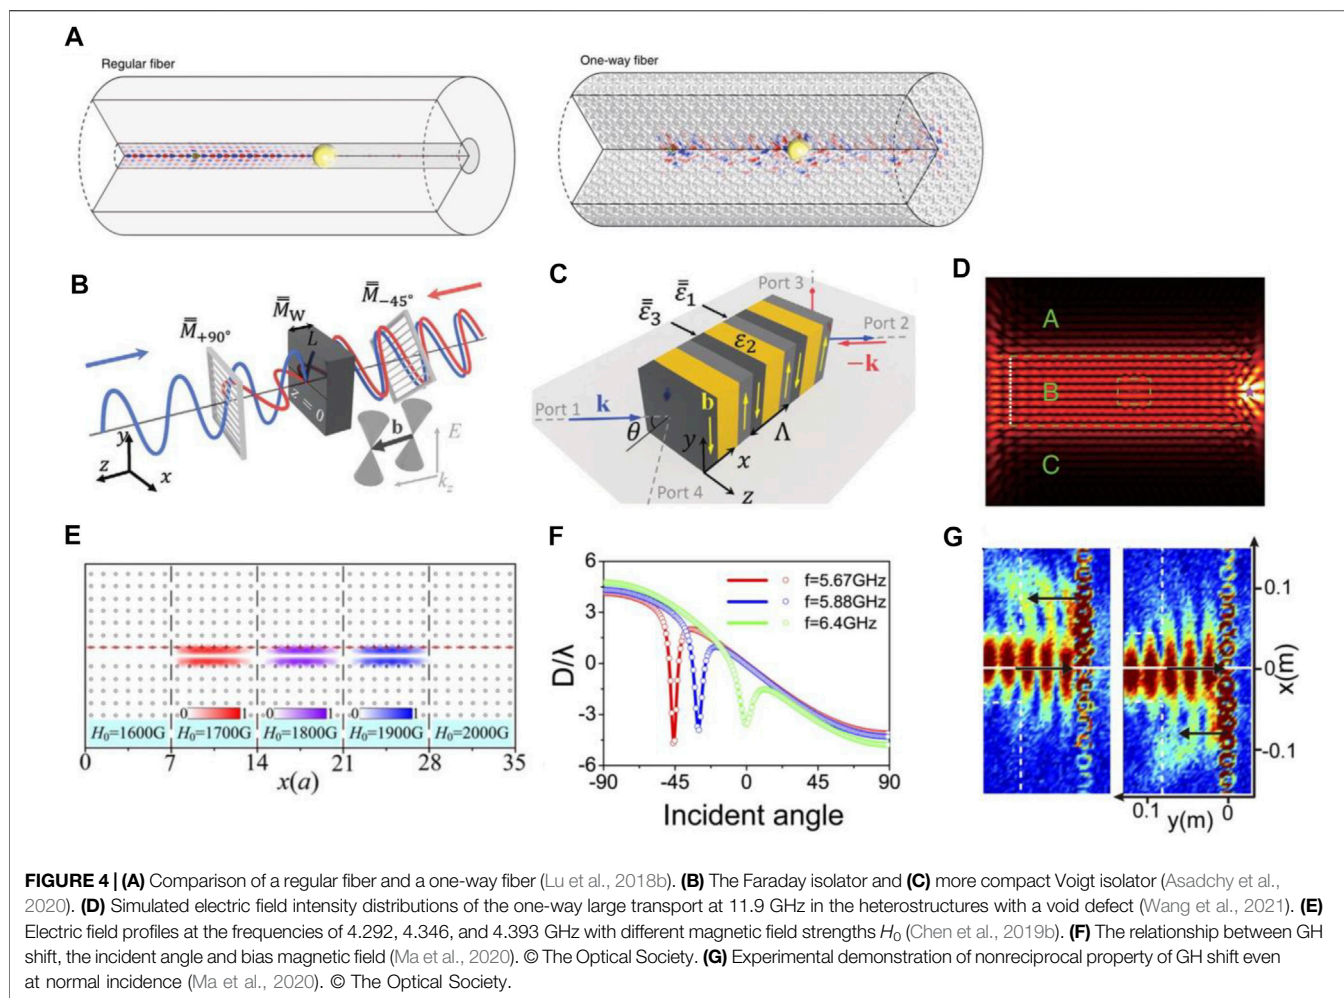 A
Regular fiber
One-way fiber
B
M̿+90°
M̿W
L
z = 0
M̿−45°
b
E
kz
y
z
x
C
Port 3
ε̿1
ε̿3
ε2
Port 2
−k
Port 1
k
θ
b
Λ
y
x
z
Port 4
D
A
B
C
E
0 1
0 1
0 1
H0=1600G H0=1700G H0=1800G H0=1900G H0=2000G
0 7 14 21 28 35
x(a)
F
6
3
0
-3
-6
D/λ
f=5.67GHz
f=5.88GHz
f=6.4GHz
-90 -45 0 45 90
Incident angle
G
0.1
0
-0.1
x(m)
0.1 0
y(m)
FIGURE 4 | (A) Comparison of a regular fiber and a one-way fiber (Lu et al., 2018b). (B) The Faraday isolator and (C) more compact Voigt isolator (Asadchy et al.,
2020). (D) Simulated electric field intensity distributions of the one-way large transport at 11.9 GHz in the heterostructures with a void defect (Wang et al., 2021). (E)
Electric field profiles at the frequencies of 4.292, 4.346, and 4.393 GHz with different magnetic field strengths H0 (Chen et al., 2019b). (F) The relationship between GH
shift, the incident angle and bias magnetic field (Ma et al., 2020). © The Optical Society. (G) Experimental demonstration of nonreciprocal property of GH shift even
at normal incidence (Ma et al., 2020). © The Optical Society.